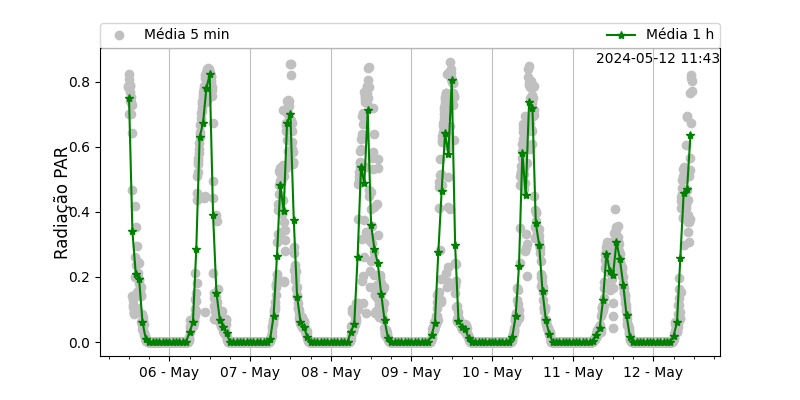 Média 5 min
Média 1 h
2024-05-12 11:43
Radiação PAR
0.8
0.6
0.4
0.2
0.0
06 - May
07 - May
08 - May
09 - May
10 - May
11 - May
12 - May